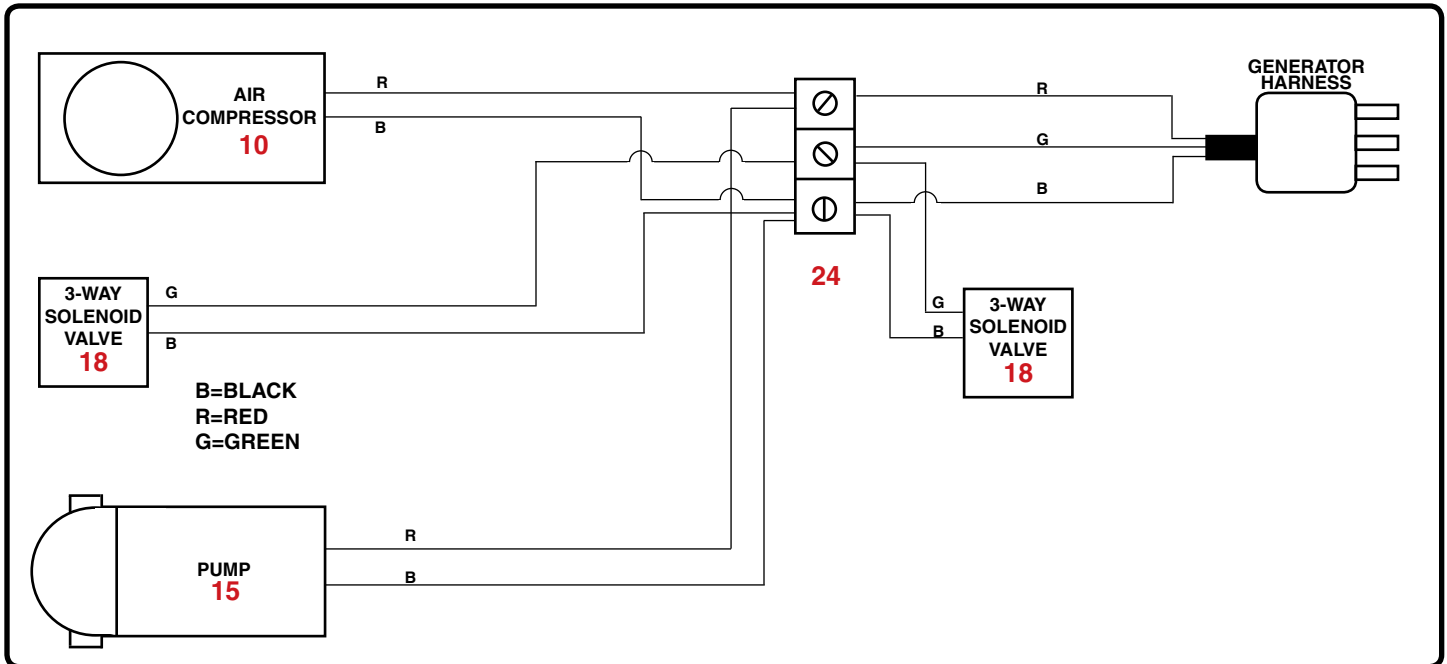 AIR
COMPRESSOR
10
R
B
24
R
G
B
GENERATOR
HARNESS
3-WAY
SOLENOID
VALVE
18
G
B
3-WAY
SOLENOID
VALVE
18
G
B
B=BLACK
R=RED
G=GREEN
PUMP
15
R
B